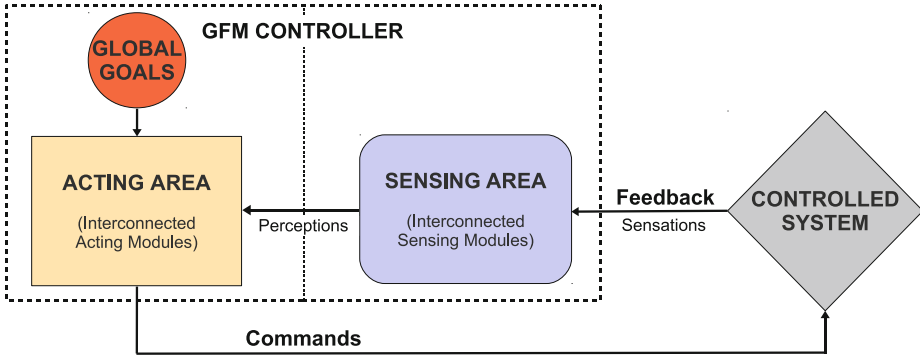 GFM CONTROLLER
GLOBAL
GOALS
ACTING AREA
(Interconnected
Acting Modules)
Perceptions
SENSING AREA
(Interconnected
Sensing Modules)
Feedback
Sensations
CONTROLLED
SYSTEM
Commands